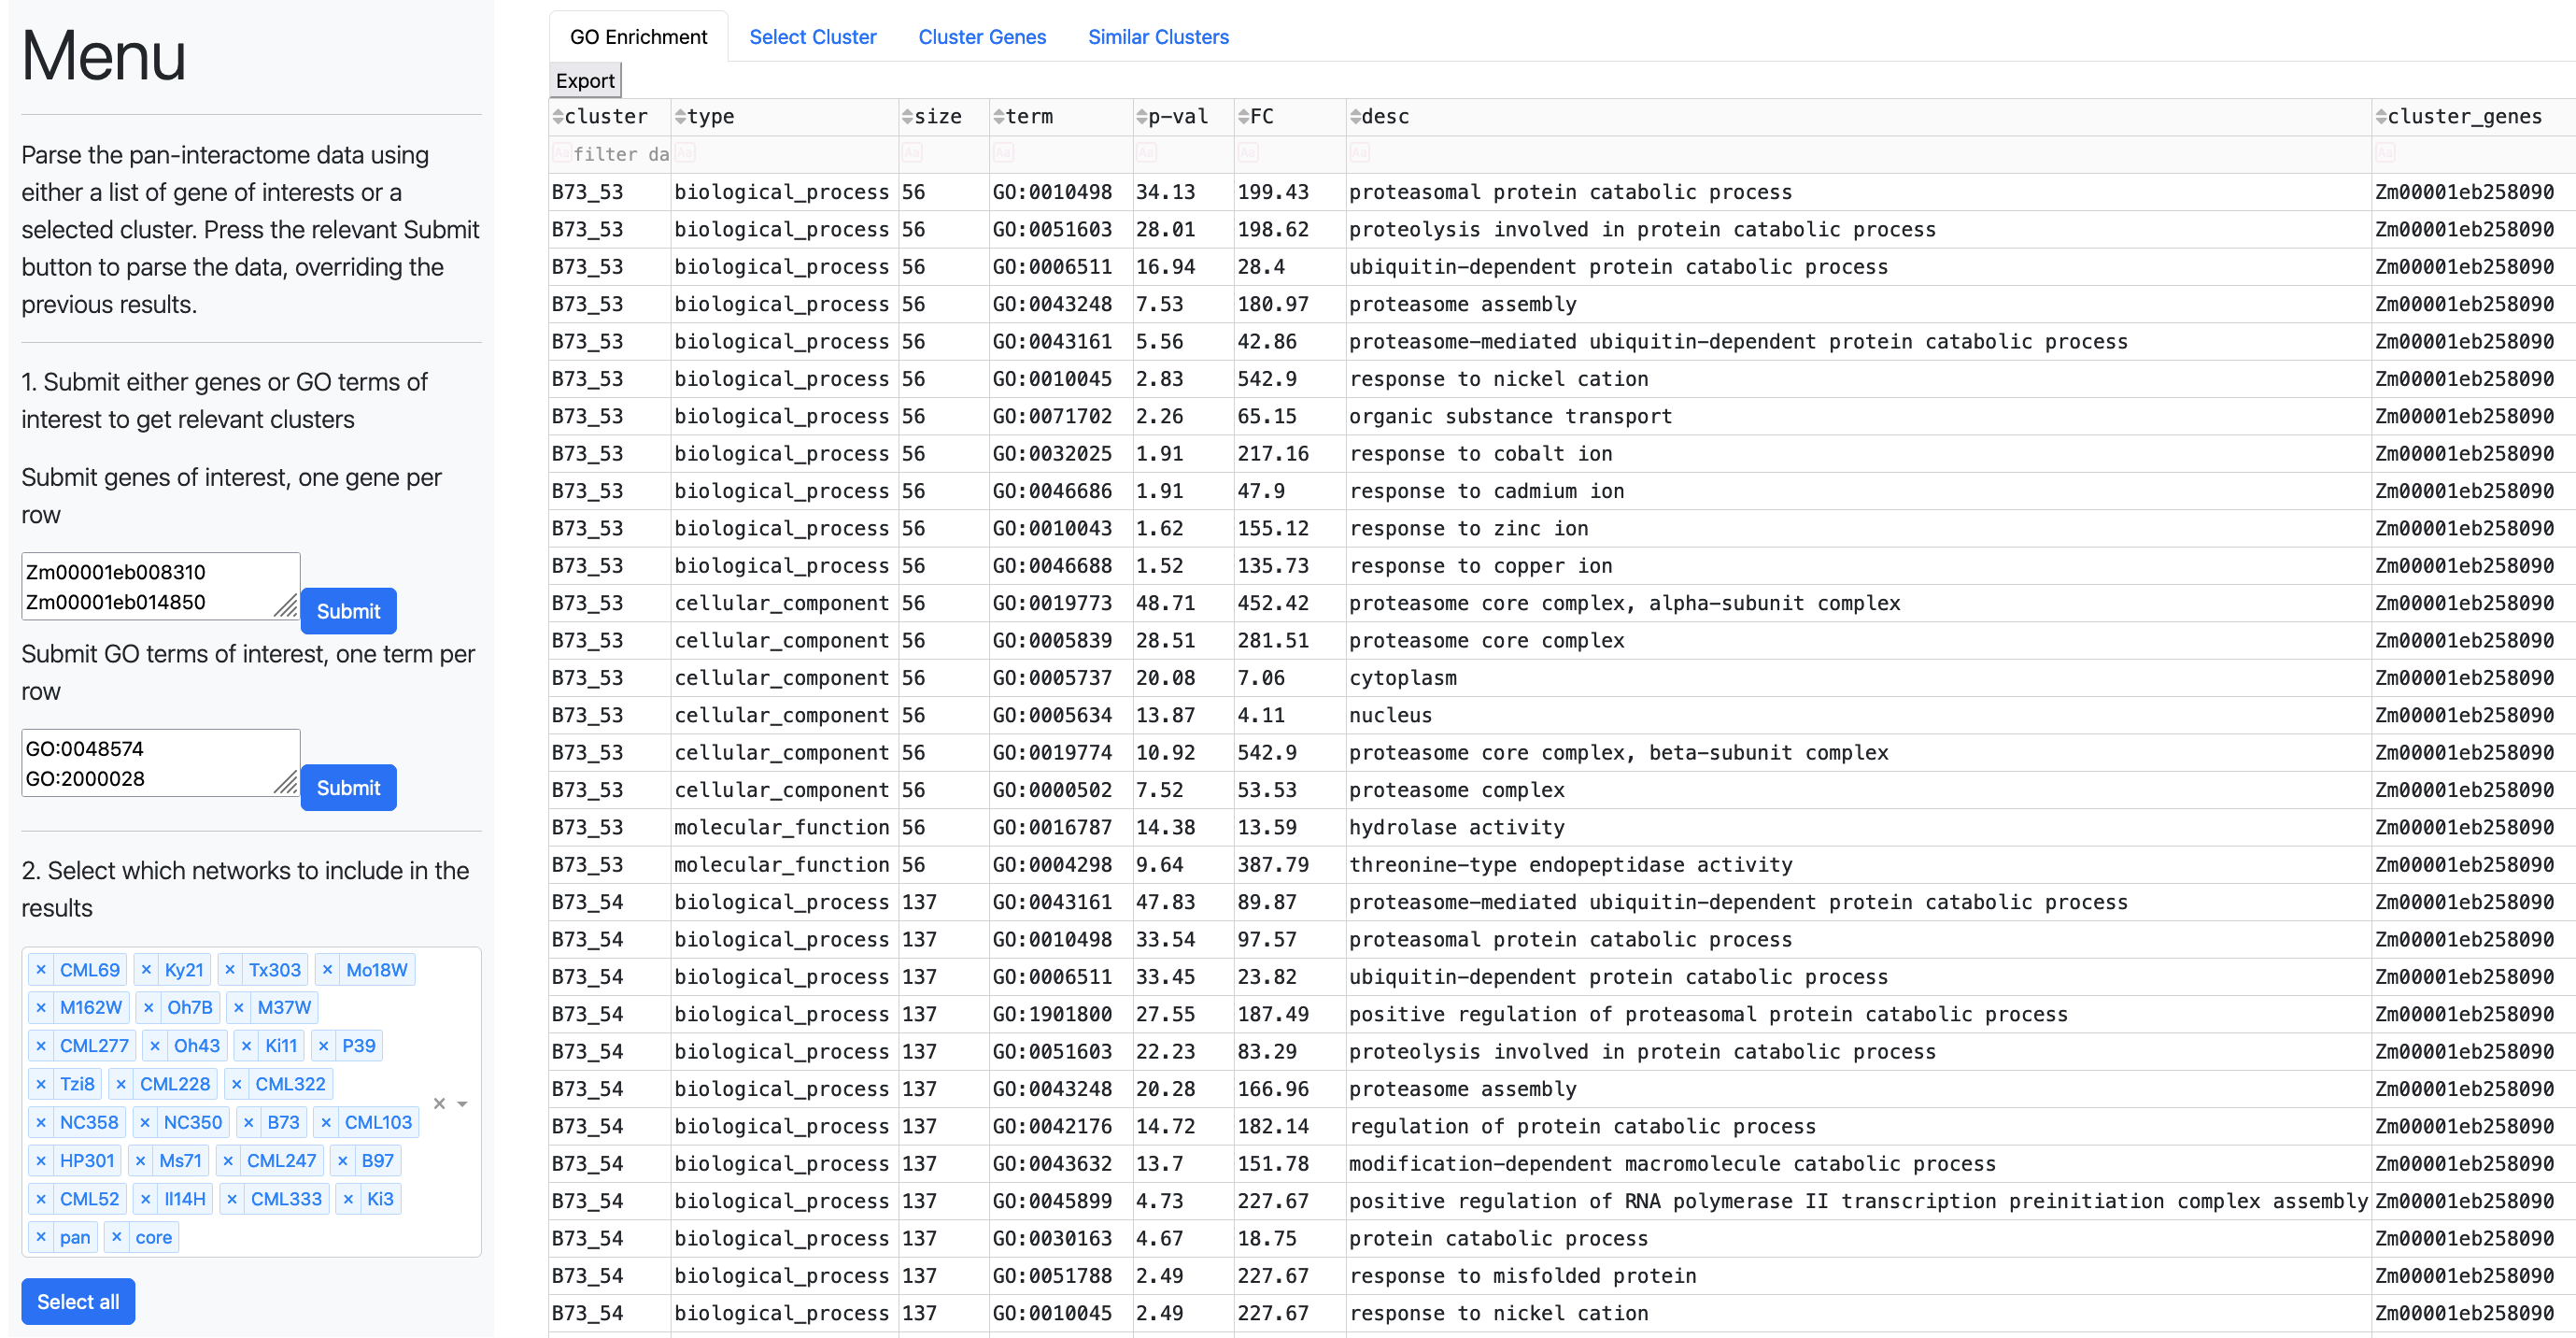 Menu
Parse the pan-interactome data using
either a list of gene of interests or a
selected cluster. Press the relevant Submit
button to parse the data, overriding the
previous results.
1. Submit either genes or GO terms of
interest to get relevant clusters
Submit genes of interest, one gene per
row
Zm00001eb008310
Zm00001eb014850
Submit
Submit GO terms of interest, one term per
row
GO:0048574
GO:2000028
Submit
2. Select which networks to include in the
results
× CML69 × Ky21 × Tx303 × Mo18W
× M162W × Oh7B × M37W
× CML277 × Oh43 × Ki11 × P39
× Tzi8 × CML228 × CML322
× NC358 × NC350 × B73 × CML103
× HP301 × Ms71 × CML247 × B97
× CML52 × Il14H × CML333 × Ki3
× pan × core
×
Select all
GO Enrichment Select Cluster Cluster Genes Similar Clusters
Export
cluster type size term p-val FC desc cluster_genes
Aa filter da Aa Aa Aa Aa Aa Aa Aa
B73_53 biological_process 56 GO:0010498 34.13 199.43 proteasomal protein catabolic process Zm00001eb258090
B73_53 biological_process 56 GO:0051603 28.01 198.62 proteolysis involved in protein catabolic process Zm00001eb258090
B73_53 biological_process 56 GO:0006511 16.94 28.4 ubiquitin-dependent protein catabolic process Zm00001eb258090
B73_53 biological_process 56 GO:0043248 7.53 180.97 proteasome assembly Zm00001eb258090
B73_53 biological_process 56 GO:0043161 5.56 42.86 proteasome-mediated ubiquitin-dependent protein catabolic process Zm00001eb258090
B73_53 biological_process 56 GO:0010045 2.83 542.9 response to nickel cation Zm00001eb258090
B73_53 biological_process 56 GO:0071702 2.26 65.15 organic substance transport Zm00001eb258090
B73_53 biological_process 56 GO:0032025 1.91 217.16 response to cobalt ion Zm00001eb258090
B73_53 biological_process 56 GO:0046686 1.91 47.9 response to cadmium ion Zm00001eb258090
B73_53 biological_process 56 GO:0010043 1.62 155.12 response to zinc ion Zm00001eb258090
B73_53 biological_process 56 GO:0046688 1.52 135.73 response to copper ion Zm00001eb258090
B73_53 cellular_component 56 GO:0019773 48.71 452.42 proteasome core complex, alpha-subunit complex Zm00001eb258090
B73_53 cellular_component 56 GO:0005839 28.51 281.51 proteasome core complex Zm00001eb258090
B73_53 cellular_component 56 GO:0005737 20.08 7.06 cytoplasm Zm00001eb258090
B73_53 cellular_component 56 GO:0005634 13.87 4.11 nucleus Zm00001eb258090
B73_53 cellular_component 56 GO:0019774 10.92 542.9 proteasome core complex, beta-subunit complex Zm00001eb258090
B73_53 cellular_component 56 GO:0000502 7.52 53.53 proteasome complex Zm00001eb258090
B73_53 molecular_function 56 GO:0016787 14.38 13.59 hydrolase activity Zm00001eb258090
B73_53 molecular_function 56 GO:0004298 9.64 387.79 threonine-type endopeptidase activity Zm00001eb258090
B73_54 biological_process 137 GO:0043161 47.83 89.87 proteasome-mediated ubiquitin-dependent protein catabolic process Zm00001eb258090
B73_54 biological_process 137 GO:0010498 33.54 97.57 proteasomal protein catabolic process Zm00001eb258090
B73_54 biological_process 137 GO:0006511 33.45 23.82 ubiquitin-dependent protein catabolic process Zm00001eb258090
B73_54 biological_process 137 GO:1901800 27.55 187.49 positive regulation of proteasomal protein catabolic process Zm00001eb258090
B73_54 biological_process 137 GO:0051603 22.23 83.29 proteolysis involved in protein catabolic process Zm00001eb258090
B73_54 biological_process 137 GO:0043248 20.28 166.96 proteasome assembly Zm00001eb258090
B73_54 biological_process 137 GO:0042176 14.72 182.14 regulation of protein catabolic process Zm00001eb258090
B73_54 biological_process 137 GO:0043632 13.7 151.78 modification-dependent macromolecule catabolic process Zm00001eb258090
B73_54 biological_process 137 GO:0045899 4.73 227.67 positive regulation of RNA polymerase II transcription preinitiation complex assembly Zm00001eb258090
B73_54 biological_process 137 GO:0030163 4.67 18.75 protein catabolic process Zm00001eb258090
B73_54 biological_process 137 GO:0051788 2.49 227.67 response to misfolded protein Zm00001eb258090
B73_54 biological_process 137 GO:0010045 2.49 227.67 response to nickel cation Zm00001eb258090